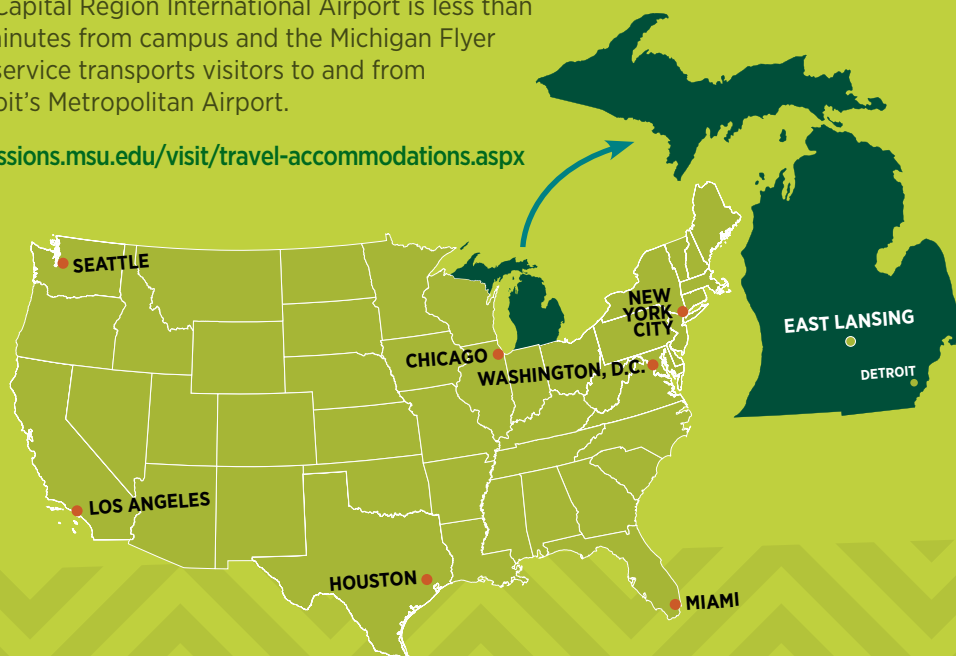 Capital Region International Airport is less than
inutes from campus and the Michigan Flyer
service transports visitors to and from
oit's Metropolitan Airport.
ssions.msu.edu/visit/travel-accommodations.aspx
SEATTLE
NEW
YORK
CITY
EAST LANSING
CHICAGO
WASHINGTON, D.C.
DETROIT
LOS ANGELES
HOUSTON
MIAMI